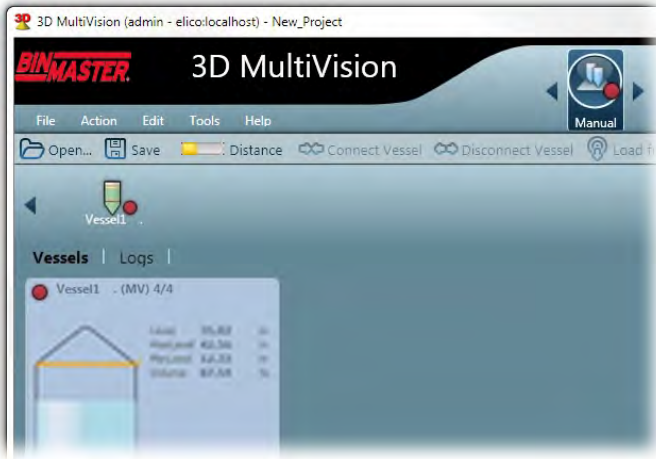 3D MultiVision (admin - elico:localhost) - New_Project
BINMASTER. 3D MultiVision
Manual
File Action Edit Tools Help
Open... Save Distance Connect Vessel Disconnect Vessel Load
Vessel1 .
Vessels | Logs |
Vessel1 . (MV) 4/4